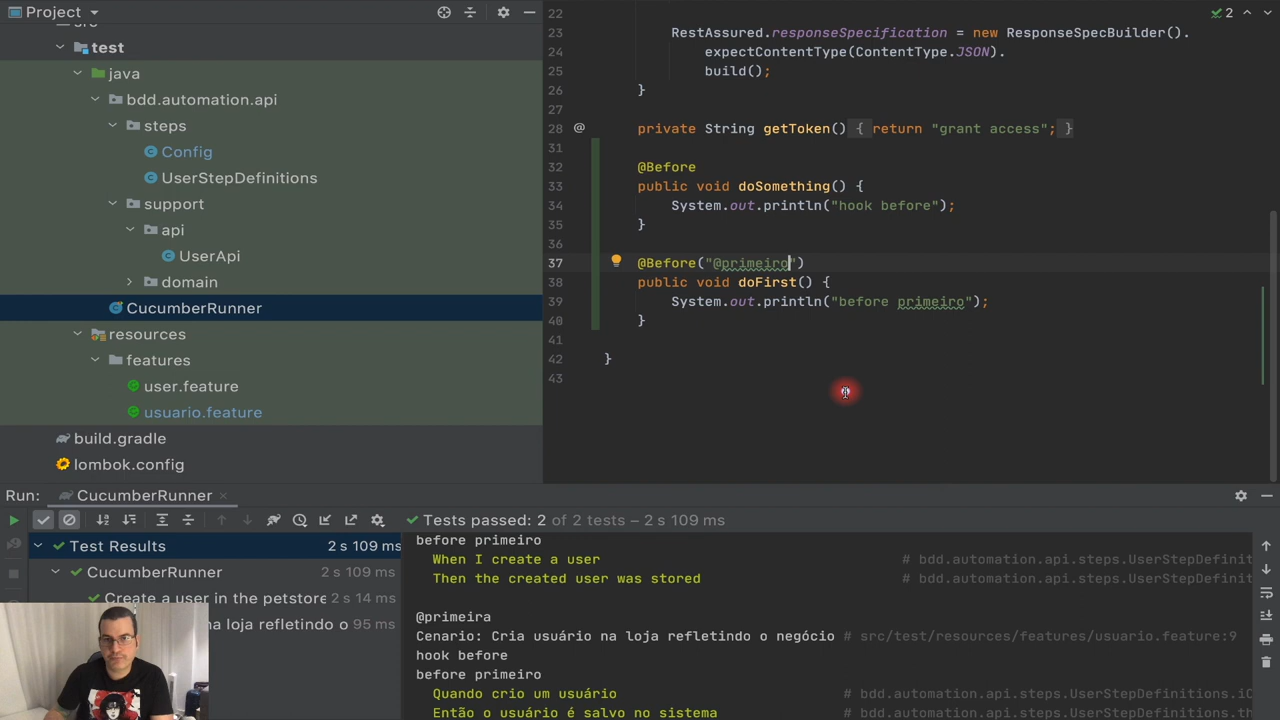 Project
src
test
java
bdd.automation.api
steps
Config
UserStepDefinitions
support
api
UserApi
domain
CucumberRunner
resources
features
user.feature
usuario.feature
build.gradle
lombok.config
2
22
23 RestAssured.responseSpecification = new ResponseSpecBuilder().
24 expectContentType(ContentType.JSON).
25 build();
26 }
27
28 @ private String getToken() { return "grant access"; }
31
32 @Before
33 public void doSomething() {
34 System.out.println("hook before");
35 }
36
37 @Before("@primeiro")
38 public void doFirst() {
39 System.out.println("before primeiro");
40 }
41
42 }
43
Run: CucumberRunner
Tests passed: 2 of 2 tests – 2 s 109 ms
Test Results 2 s 109 ms
CucumberRunner 2 s 109 ms
Create a user in the petstore 2 s 14 ms
na loja refletindo o 95 ms
before primeiro
When I create a user # bdd.automation.api.steps.UserStepDefinit
Then the created user was stored # bdd.automation.api.steps.UserStepDefinit
@primeira
Cenario: Cria usuário na loja refletindo o negócio # src/test/resources/features/usuario.feature:9
hook before
before primeiro
Quando crio um usuário # bdd.automation.api.steps.UserStepDefinitions.iC
Então o usuário é salvo no sistema # bdd.automation.api.steps.UserStepDefinitions.th